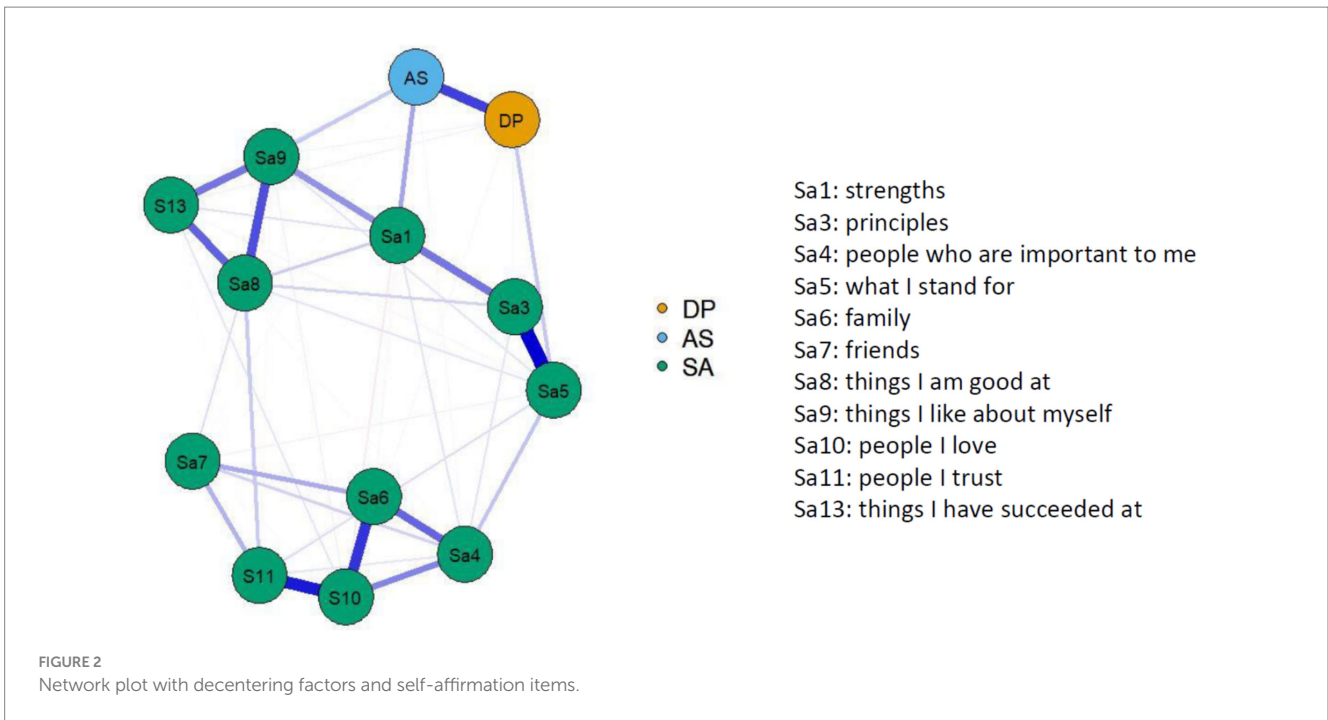 AS
DP
Sa9
S13
Sa1
Sa8
Sa3
Sa5
Sa7
Sa6
Sa4
S11
S10
DP
AS
SA
Sa1: strengths
Sa3: principles
Sa4: people who are important to me
Sa5: what I stand for
Sa6: family
Sa7: friends
Sa8: things I am good at
Sa9: things I like about myself
Sa10: people I love
Sa11: people I trust
Sa13: things I have succeeded at
FIGURE 2
Network plot with decentering factors and self-affirmation items.